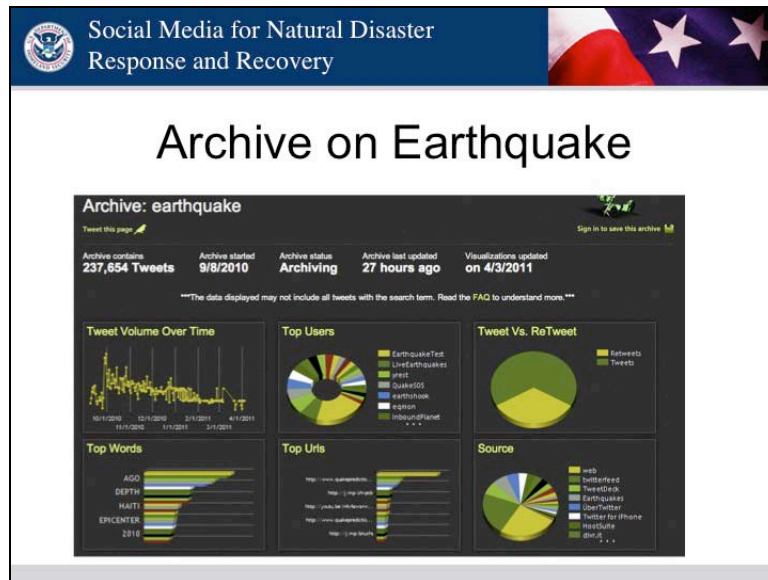 Social Media for Natural Disaster
Response and Recovery
Archive on Earthquake
Archive: earthquake
Tweet this page
Sign in to save this archive
Archive contains
237,654 Tweets
Archive started
9/8/2010
Archive status
Archiving
Archive last updated
27 hours ago
Visualizations updated
on 4/3/2011
***The data displayed may not include all tweets with the search term. Read the FAQ to understand more.***
Tweet Volume Over Time
10/1/2010 12/1/2010 2/1/2011 4/1/2011
11/1/2010 1/1/2011 3/1/2011
Top Users
EarthquakeTest
LiveEarthquakes
yrest
QuakeSOS
earthshook
eqmon
InboundPlanet
Tweet Vs. ReTweet
Retweets
Tweets
Top Words
AGO
DEPTH
HAITI
EPICENTER
2010
Top Urls
Source
web
twitterfeed
TweetDeck
Earthquakes
UberTwitter
Twitter for iPhone
HootSuite
dlvr.it